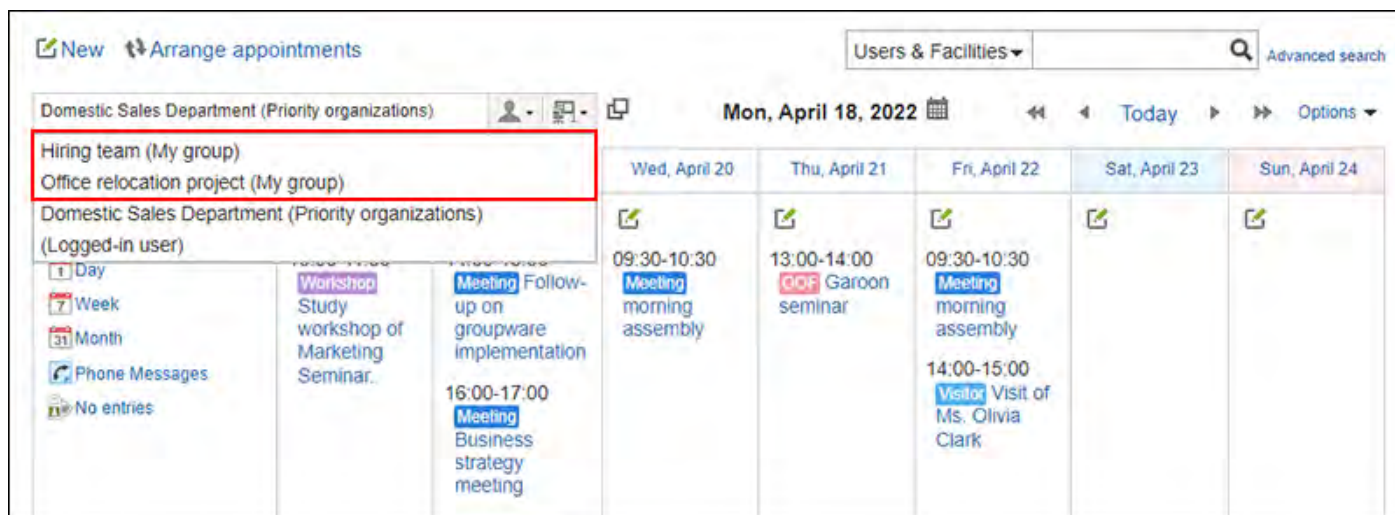 New Arrange appointments
Users & Facilities
Advanced search
Domestic Sales Department (Priority organizations)
Mon, April 18, 2022
Today
Options
Hiring team (My group)
Office relocation project (My group)
Domestic Sales Department (Priority organizations)
(Logged-in user)
Wed, April 20
Thu, April 21
Fri, April 22
Sat, April 23
Sun, April 24
1 Day
7 Week
31 Month
Phone Messages
No entries
Workshop
Study
workshop of
Marketing
Seminar.
Meeting Follow-
up on
groupware
implementation
16:00-17:00
Meeting
Business
strategy
meeting
09:30-10:30
Meeting
morning
assembly
13:00-14:00
OOF Garoon
seminar
09:30-10:30
Meeting
morning
assembly
14:00-15:00
Visitor Visit of
Ms. Olivia
Clark